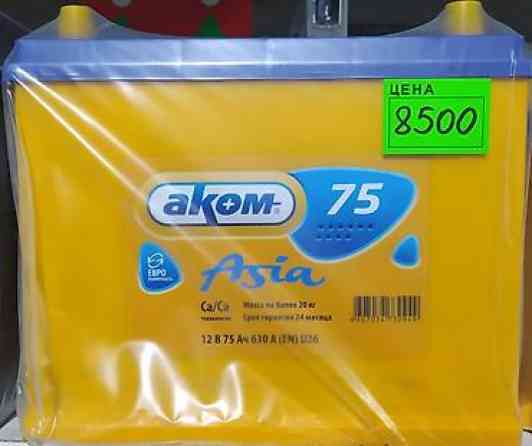 ЦЕНА
8500
аком
75
ЕВРО
Asia
Ca/Ca
Масса не более 20 кг
Срок гарантии 24 месяца
12 В 75 Ач 630 А (EN) D26